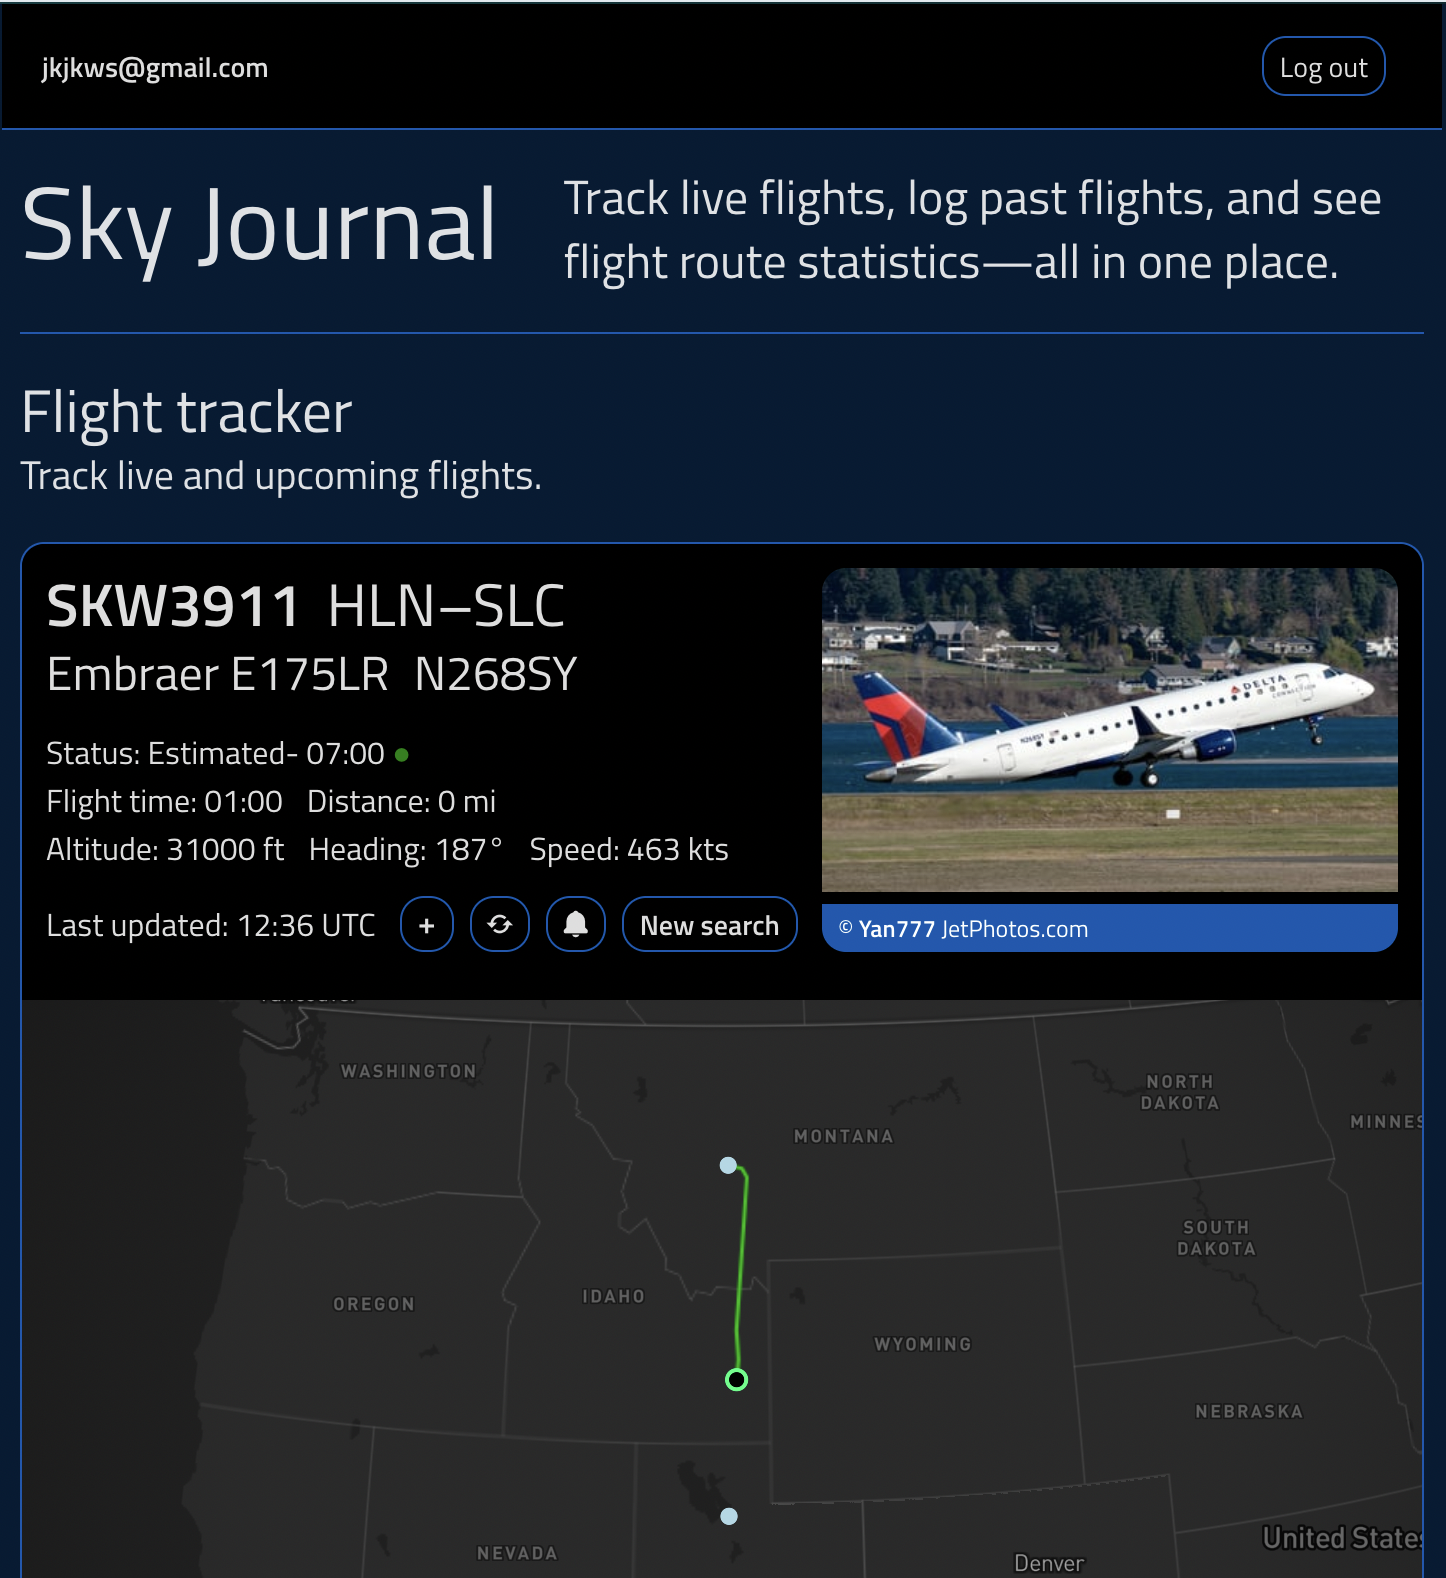 jkjkws@gmail.com
Log out
Sky Journal
Track live flights, log past flights, and see
flight route statistics—all in one place.
Flight tracker
Track live and upcoming flights.
SKW3911 HLN–SLC
Embraer E175LR N268SY
Status: Estimated- 07:00
Flight time: 01:00 Distance: 0 mi
Altitude: 31000 ft Heading: 187° Speed: 463 kts
Last updated: 12:36 UTC
+
New search
DELTA
CONNECTION
N268SY
© Yan777 JetPhotos.com
Vancouver
WASHINGTON
NORTH
DAKOTA
MONTANA
MINNES
SOUTH
DAKOTA
OREGON
IDAHO
WYOMING
NEBRASKA
NEVADA
Denver
United States